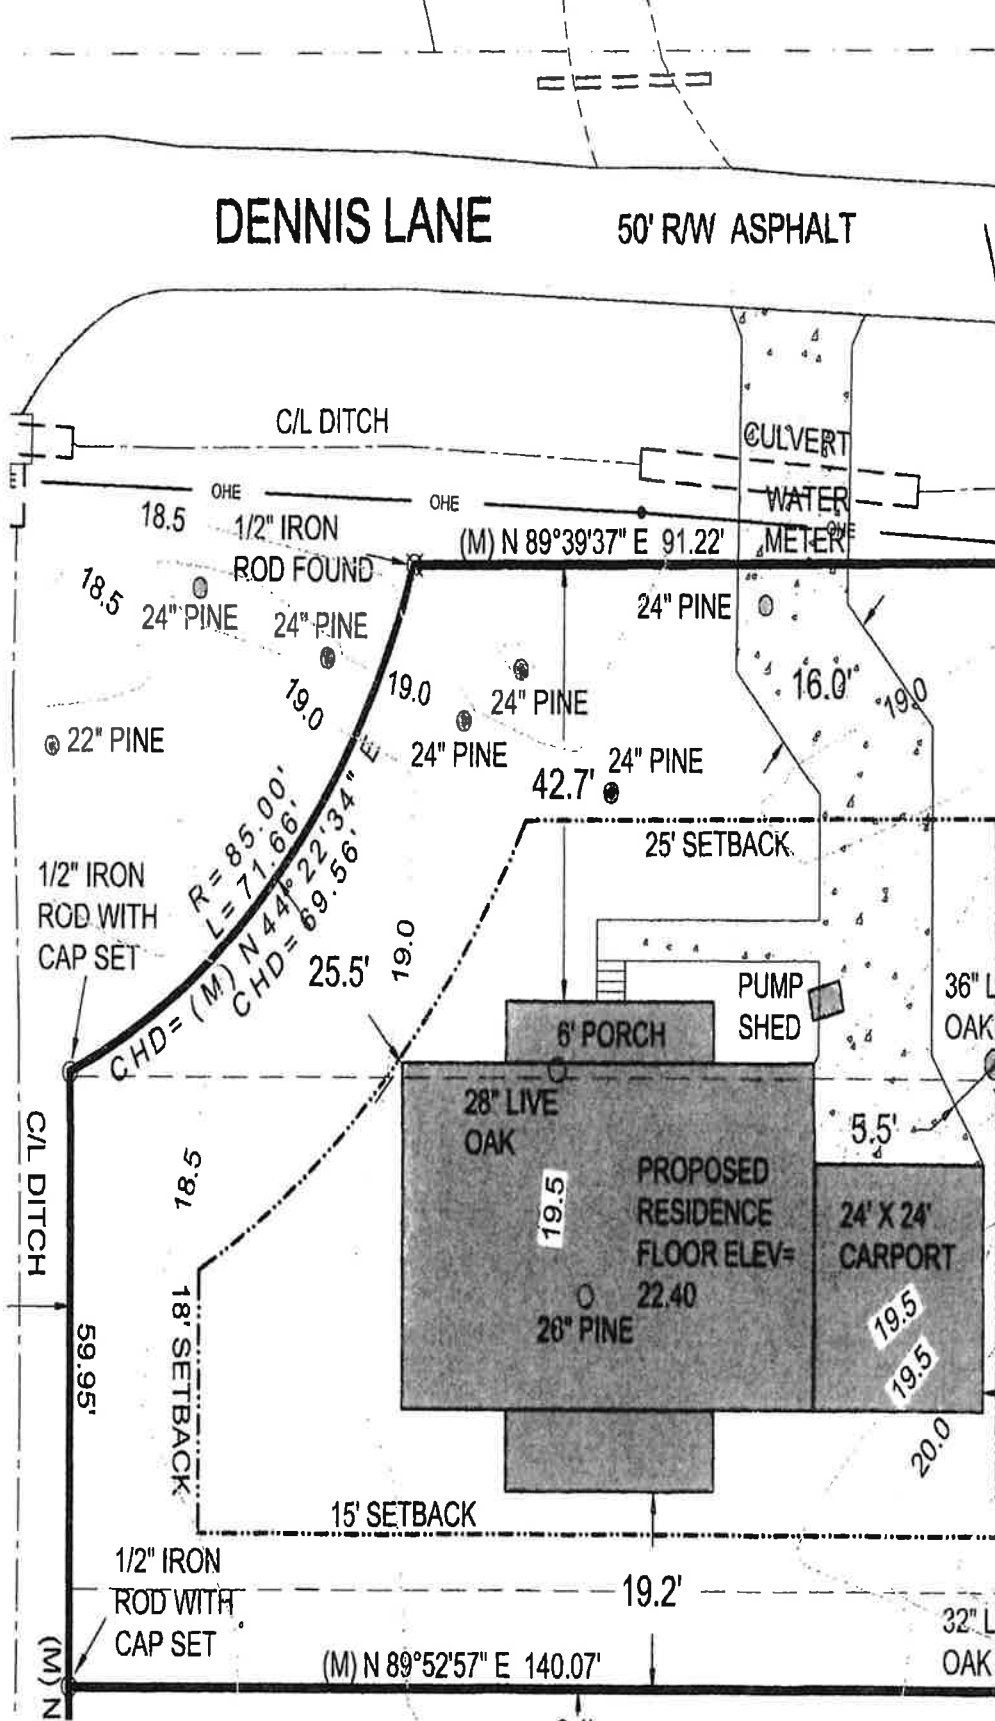 DENNIS LANE
50' R/W ASPHALT
C/L DITCH
CULVERT
OHE
OHE
WATER
METER
OHE
18.5
1/2" IRON
ROD FOUND
(M) N 89°39'37" E 91.22'
18.5
24" PINE
24" PINE
24" PINE
19.0
19.0
24" PINE
16.0'
19.0
22" PINE
24" PINE
42.7'
24" PINE
R = 85.00'
L = 71.66'
CHD= (M) N 44°22'34" E
CHD= 69.56'
25' SETBACK
1/2" IRON
ROD WITH
CAP SET
25.5'
19.0
PUMP
SHED
36" L
OAK
6' PORCH
28" LIVE
OAK
5.5'
C/L DITCH
18.5
19.5
PROPOSED
RESIDENCE
FLOOR ELEV=
22.40
24' X 24'
CARPORT
26" PINE
19.5
19.5
59.95'
18' SETBACK
20.0
15' SETBACK
1/2" IRON
ROD WITH
CAP SET
19.2'
32" L
OAK
(M) N
(M) N 89°52'57" E 140.07'